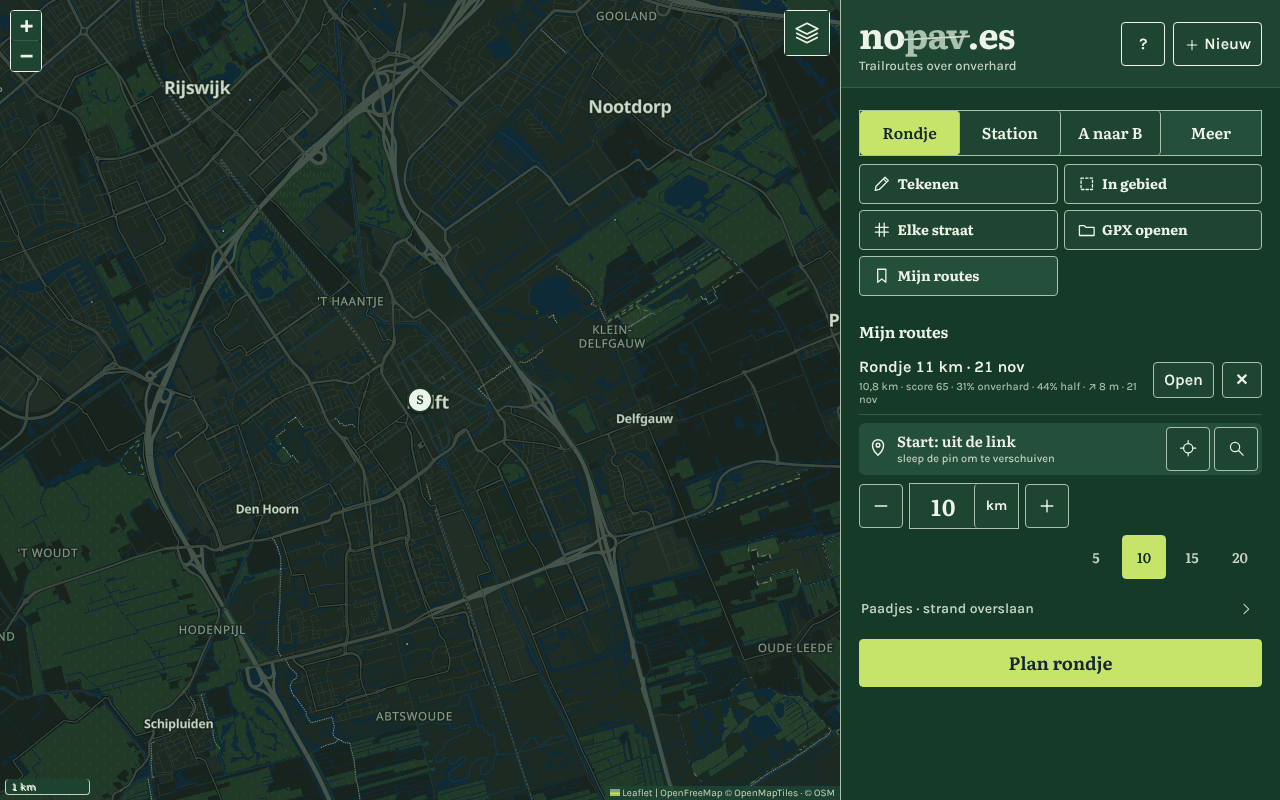 +
−
GOOLAND
Rijswijk
Nootdorp
'T HAANTJE
KLEIN-
DELFGAUW
P
S
lft
Delfgauw
Den Hoorn
'T WOUDT
HODENPIJL
ND
OUDE LEEDE
ABTSWOUDE
Schipluiden
1 km
Leaflet | OpenFreeMap © OpenMapTiles · © OSM
nopav.es
Trailroutes over onverhard
?
+ Nieuw
Rondje
Station
A naar B
Meer
Tekenen
In gebied
Elke straat
GPX openen
Mijn routes
Mijn routes
Rondje 11 km · 21 nov
10,8 km · score 65 · 31% onverhard · 44% half · ↗ 8 m · 21
nov
Open
✕
Start: uit de link
sleep de pin om te verschuiven
−
10
km
+
5
10
15
20
Paadjes · strand overslaan
Plan rondje